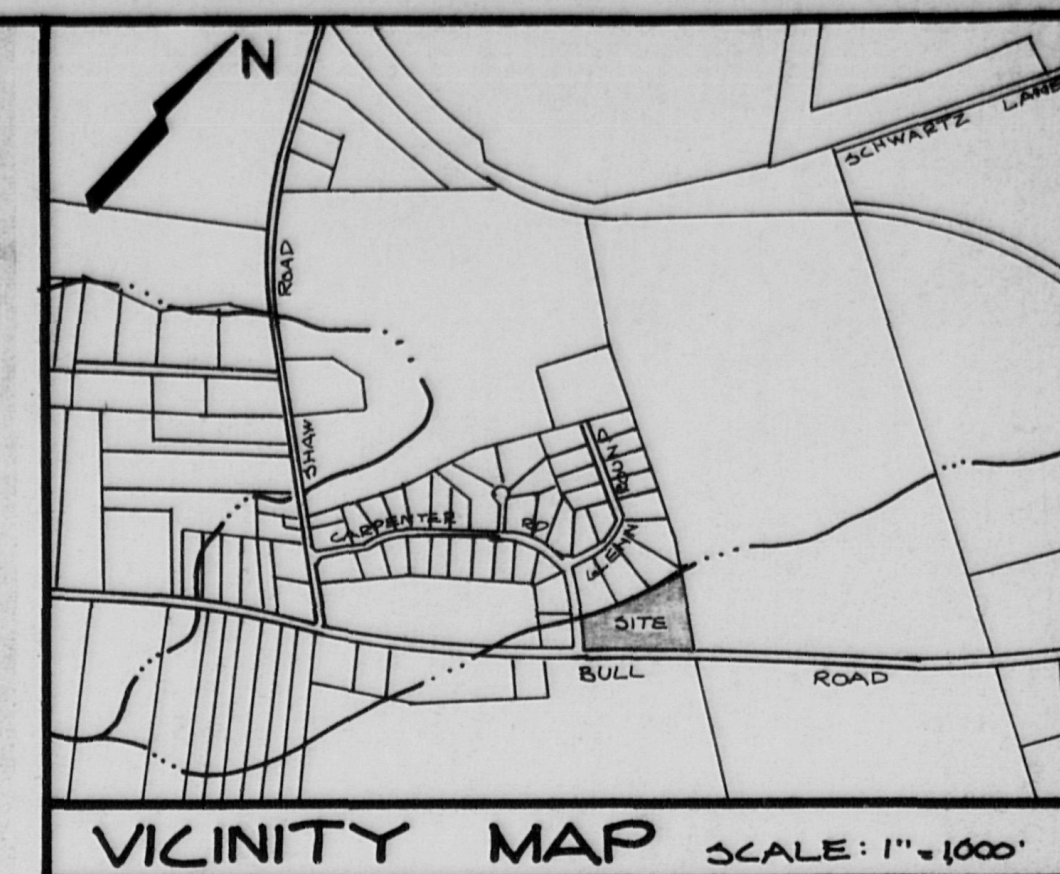 N
SCHWARTZ LANE
ROAD
SHAW
CARPENTER RD
GLENN ROUND
SITE
BULL ROAD
VICINITY MAP SCALE: 1"=1,000'